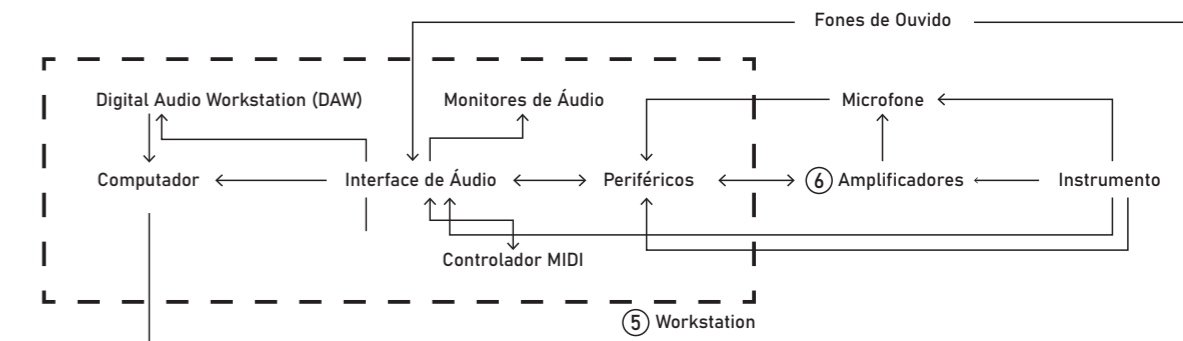 Fones de Ouvido
Digital Audio Workstation (DAW)
Monitores de Áudio
Microfone
Computador
Interface de Áudio
Periféricos
6 Amplificadores
Instrumento
Controlador MIDI
5 Workstation